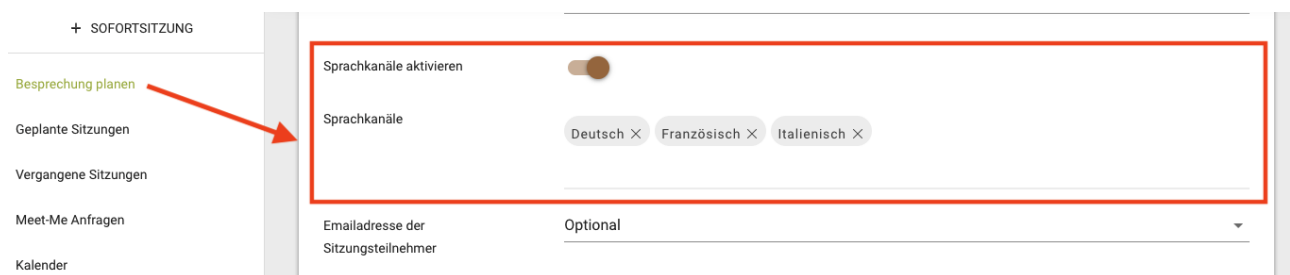 + SOFORTSITZUNG
Besprechung planen
Geplante Sitzungen
Vergangene Sitzungen
Meet-Me Anfragen
Kalender
Sprachkanäle aktivieren
Sprachkanäle
Deutsch × Französisch × Italienisch ×
Emailadresse der
Sitzungsteilnehmer
Optional